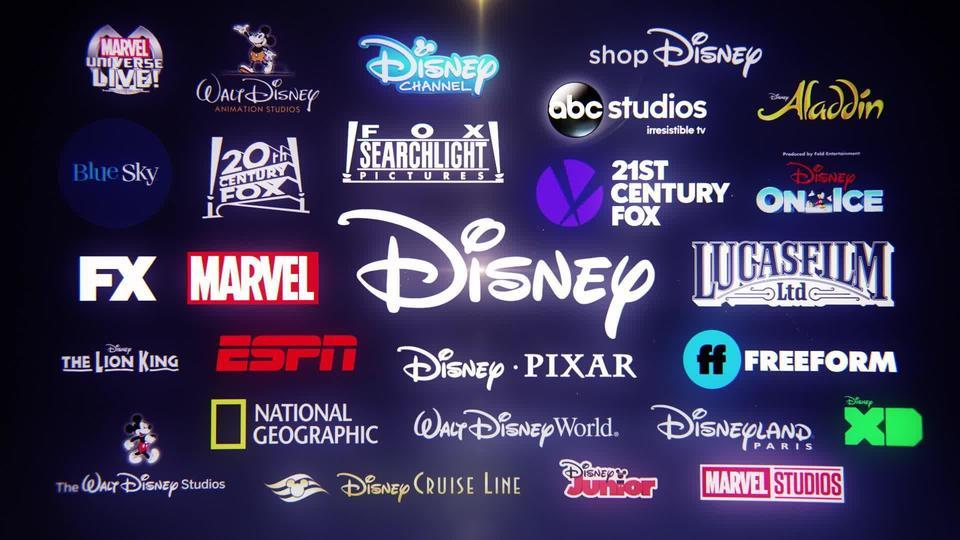 MARVEL
UNIVERSE
LIVE!
WALT DISNEY
ANIMATION STUDIOS
Disney
CHANNEL
shop Disney
abc studios
irresistible tv
Disney
Aladdin
Blue Sky
20th
CENTURY
FOX
FOX
SEARCHLIGHT
PICTURES
21ST
CENTURY
FOX
Produced by Feld Entertainment
Disney
ON ICE
FX
MARVEL
Disney
LUCASFILM
Ltd
Disney
THE LION KING
ESPN
Disney · PIXAR
ff FREEFORM
NATIONAL
GEOGRAPHIC
Walt Disney World®
Disneyland
PARIS
Disney
XD
The Walt Disney Studios
Disney CRUISE LINE
Disney
Junior
MARVEL STUDIOS